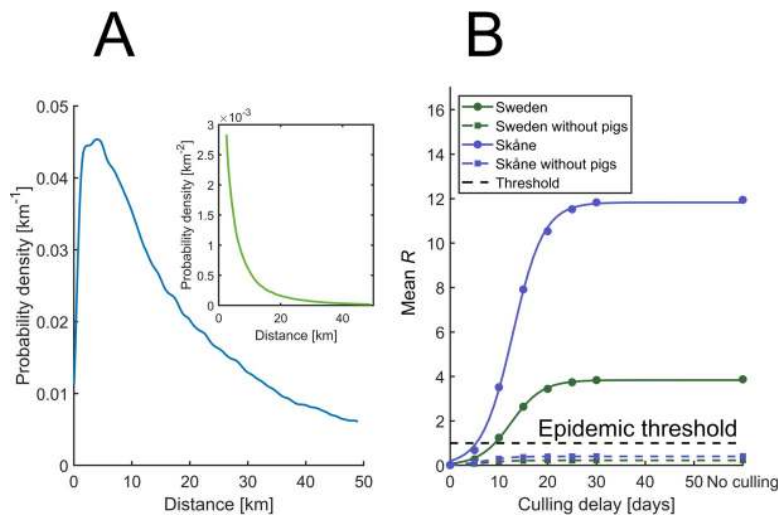 A
B
0.05
0.04
0.03
0.02
0.01
0
Probability density [km-1]
0
10
20
30
40
50
Distance [km]
×10-3
3
2.5
2
1.5
1
0.5
0
Probability density [km-2]
0
20
40
Distance [km]
16
14
12
10
8
6
4
2
0
Mean R
Sweden
Sweden without pigs
Skåne
Skåne without pigs
Threshold
Epidemic threshold
0
10
20
30
40
50
No culling
Culling delay [days]